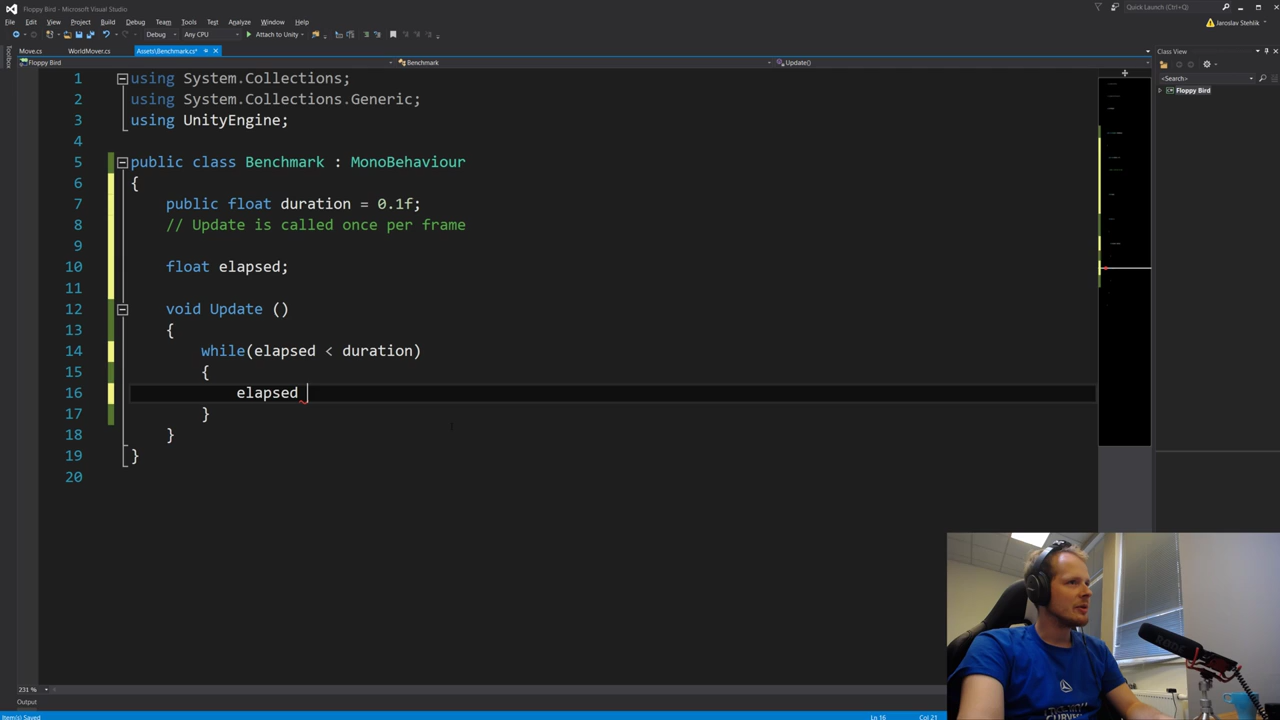 Floppy Bird - Microsoft Visual Studio
Quick Launch (Ctrl+Q)
File Edit View Project Build Debug Team Tools Test Analyze Window Help
Jaroslav Stehlik
Debug Any CPU Attach to Unity
Move.cs WorldMover.cs Assets\Benchmark.cs*
Floppy Bird Benchmark Update()
Toolbox
Class View
<Search>
Floppy Bird
1 using System.Collections;
2 using System.Collections.Generic;
3 using UnityEngine;
4
5 public class Benchmark : MonoBehaviour
6 {
7 public float duration = 0.1f;
8 // Update is called once per frame
9
10 float elapsed;
11
12 void Update ()
13 {
14 while(elapsed < duration)
15 {
16 elapsed
17 }
18 }
19 }
20
231 %
Output
Item(s) Saved Ln 16 Col 21